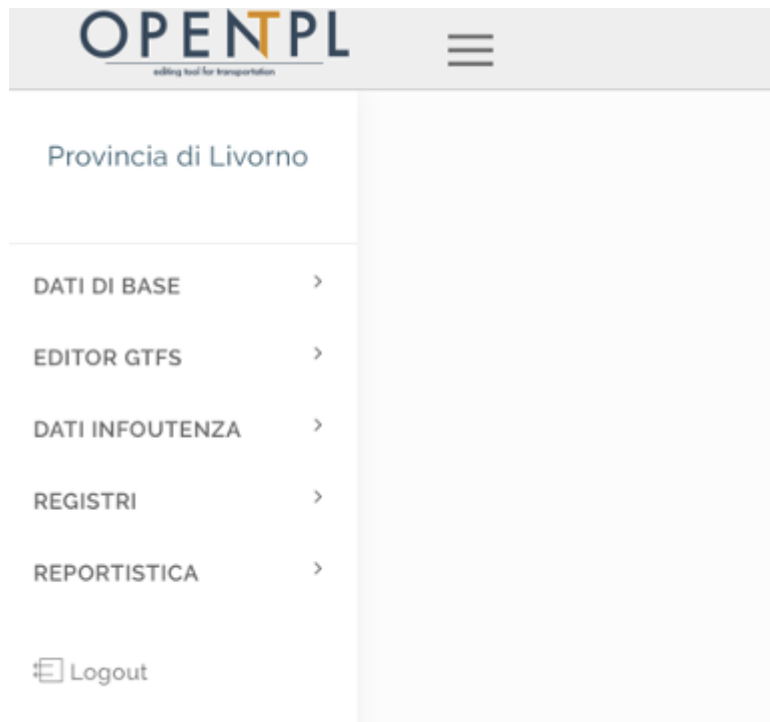 OPENTPL
editing tool for transportation
Provincia di Livorno
DATI DI BASE
EDITOR GTFS
DATI INFOUTENZA
REGISTRI
REPORTISTICA
Logout